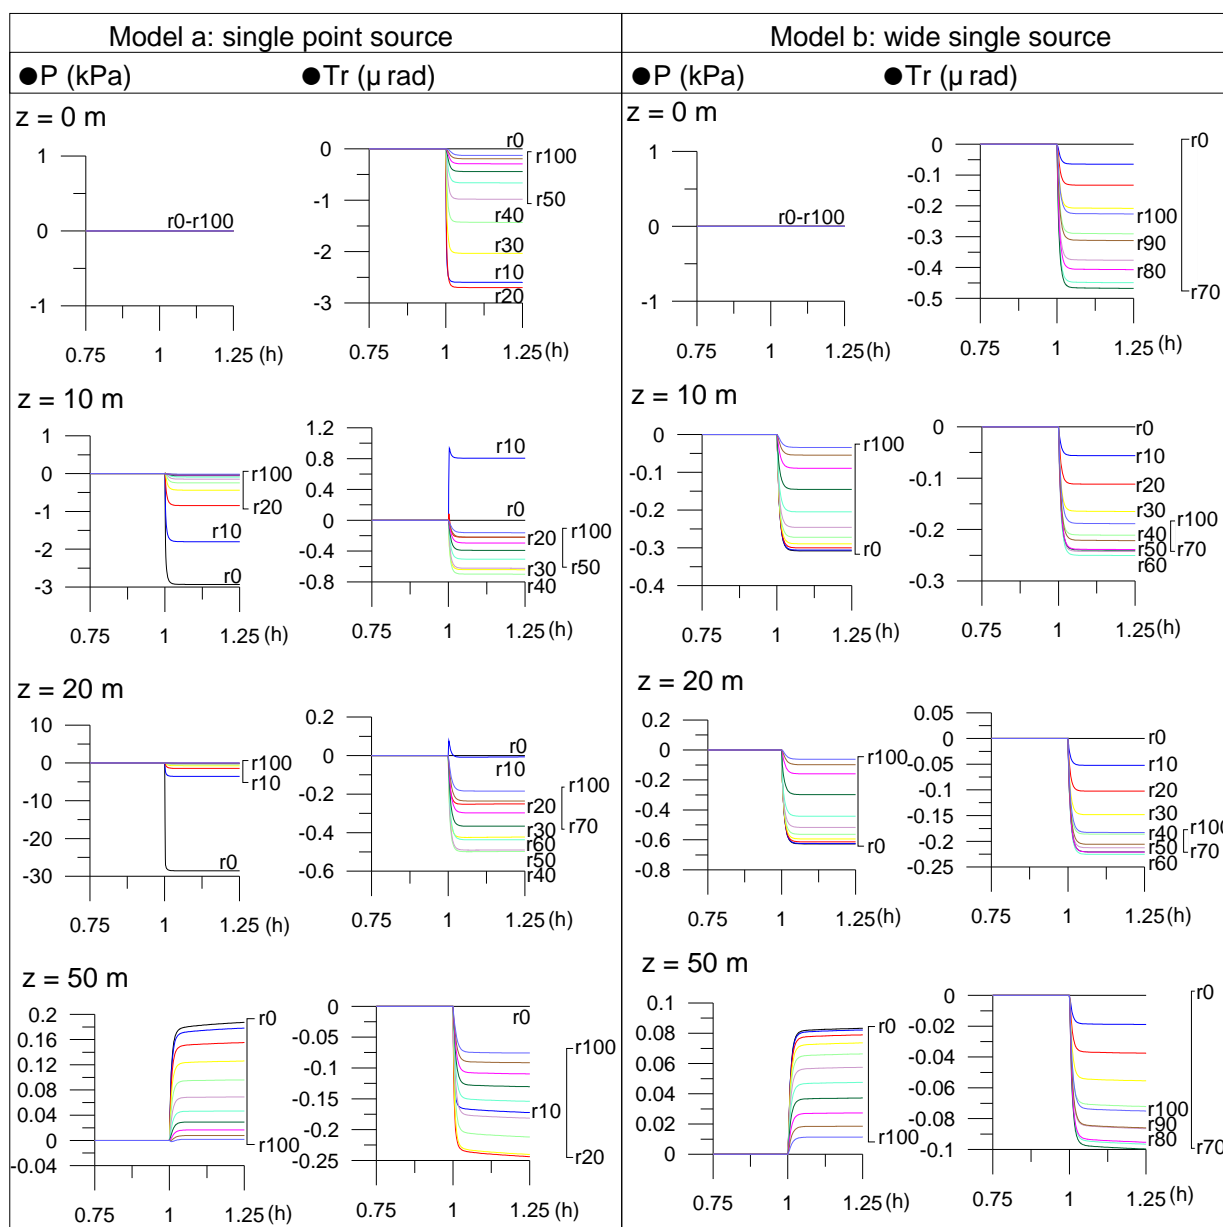 Model a: single point source
Model b: wide single source
●P (kPa) ●Tr (μ rad)
●P (kPa) ●Tr (μ rad)
z = 0 m
1
0
-1
r0-r100
0.75 1 1.25 (h)
0
-1
-2
-3
r0
r100
r50
r40
r30
r10
r20
0.75 1 1.25 (h)
z = 0 m
1
0
-1
r0-r100
0.75 1 1.25 (h)
0
-0.1
-0.2
-0.3
-0.4
-0.5
r0
r100
r90
r80
r70
0.75 1 1.25 (h)
z = 10 m
1
0
-1
-2
-3
r100
r20
r10
r0
0.75 1 1.25 (h)
1.2
0.8
0.4
0
-0.4
-0.8
r10
r0
r20
r100
r30
r50
r40
0.75 1 1.25 (h)
z = 10 m
0
-0.1
-0.2
-0.3
-0.4
r100
r0
0.75 1 1.25 (h)
0
-0.1
-0.2
-0.3
r0
r10
r20
r30
r100
r40
r50
r70
r60
0.75 1 1.25 (h)
z = 20 m
10
0
-10
-20
-30
r100
r10
r0
0.75 1 1.25 (h)
0.2
0
-0.2
-0.4
-0.6
r0
r10
r100
r20
r30
r70
r60
r50
r40
0.75 1 1.25 (h)
z = 20 m
0.2
0
-0.2
-0.4
-0.6
-0.8
r100
r0
0.75 1 1.25 (h)
0.05
0
-0.05
-0.1
-0.15
-0.2
-0.25
r0
r10
r20
r30
r100
r40
r50
r70
r60
0.75 1 1.25 (h)
z = 50 m
0.2
0.16
0.12
0.08
0.04
0
-0.04
r0
r100
0.75 1 1.25 (h)
0
-0.05
-0.1
-0.15
-0.2
-0.25
r0
r100
r10
r20
0.75 1 1.25 (h)
z = 50 m
0.1
0.08
0.06
0.04
0.02
0
r0
r100
0.75 1 1.25 (h)
0
-0.02
-0.04
-0.06
-0.08
-0.1
r0
r100
r90
r80
r70
0.75 1 1.25 (h)